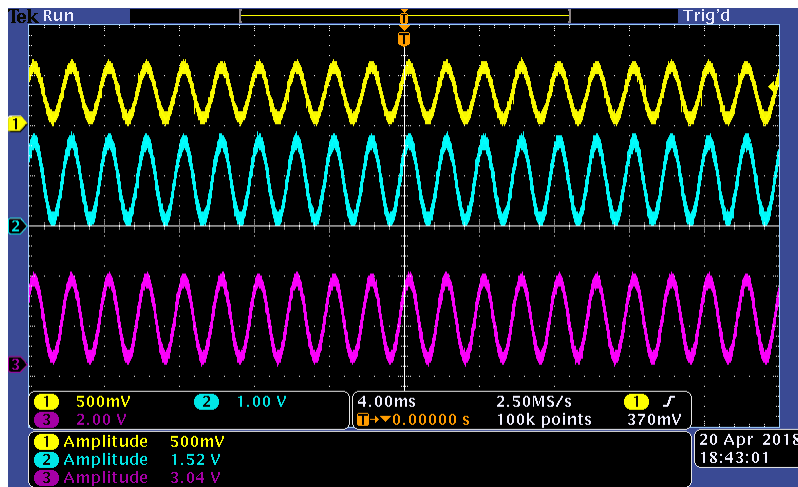 Tek Run Trig'd
T
T
1
2
3
1 500mV 2 1.00 V 4.00ms 2.50MS/s 1 370mV
3 2.00 V T→▼0.00000 s 100k points
1 Amplitude 500mV
2 Amplitude 1.52 V
3 Amplitude 3.04 V
20 Apr 2018
18:43:01